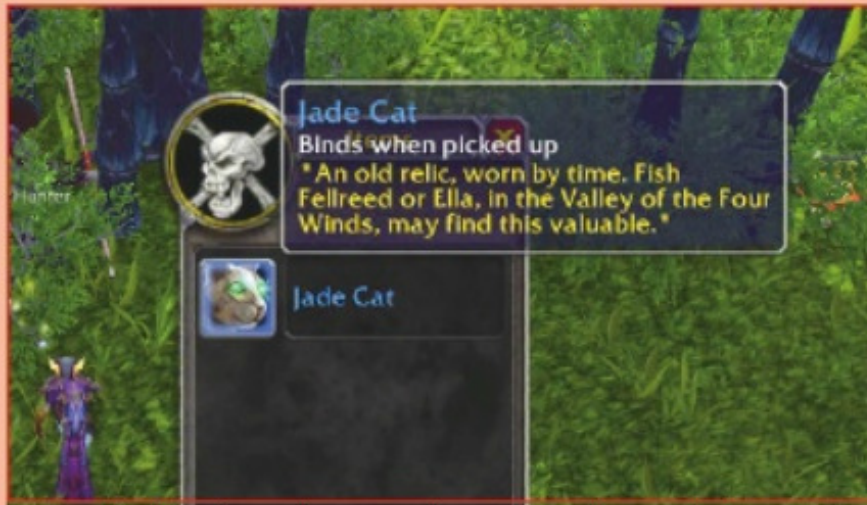 Jade Cat
Items
Binds when picked up
"An old relic, worn by time. Fish
Fellreed or Ella, in the Valley of the Four
Winds, may find this valuable."
Hunter
Jade Cat